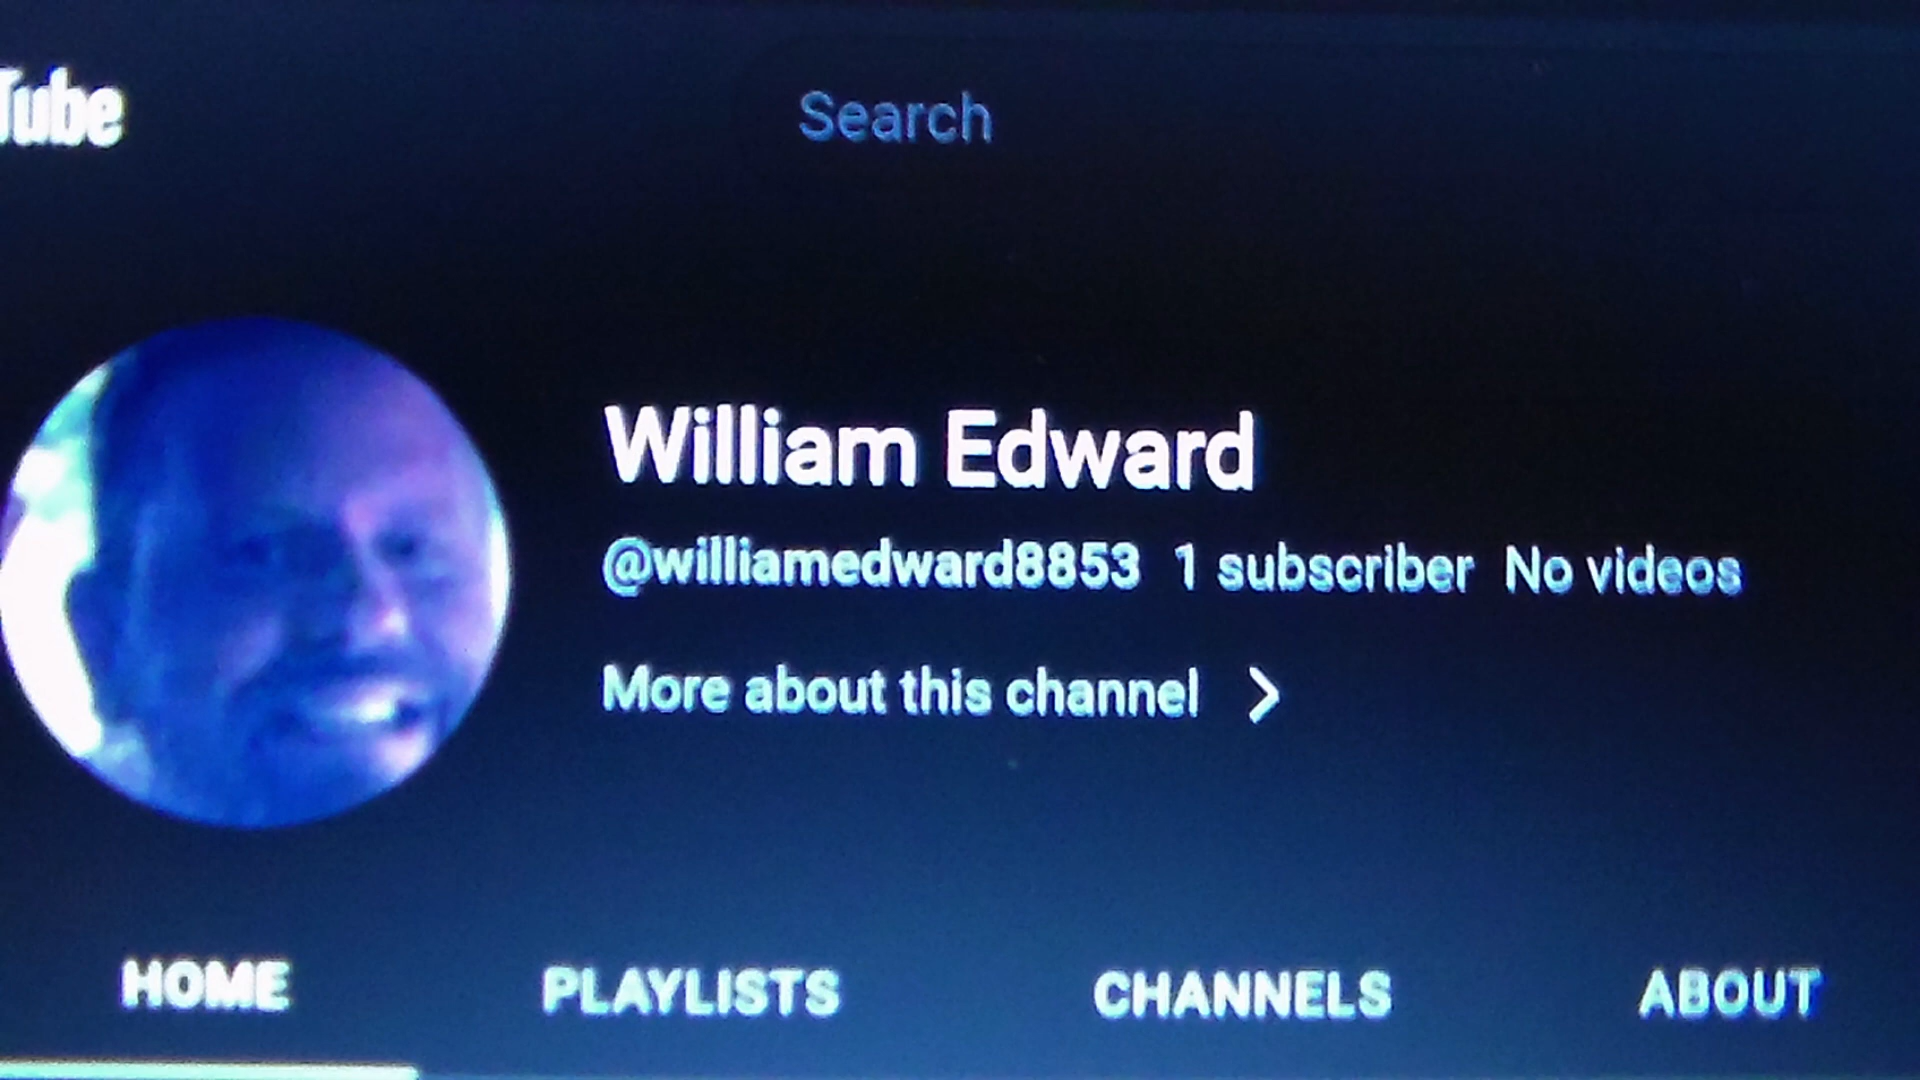 Tube
Search
William Edward
@williamedward8853 1 subscriber No videos
More about this channel >
HOME PLAYLISTS CHANNELS ABOUT